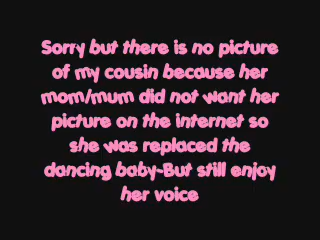 Sorry but there is no picture
of my cousin because her
mom/mum did not want her
picture on the internet so
she was replaced the
dancing baby-But still enjoy
her voice